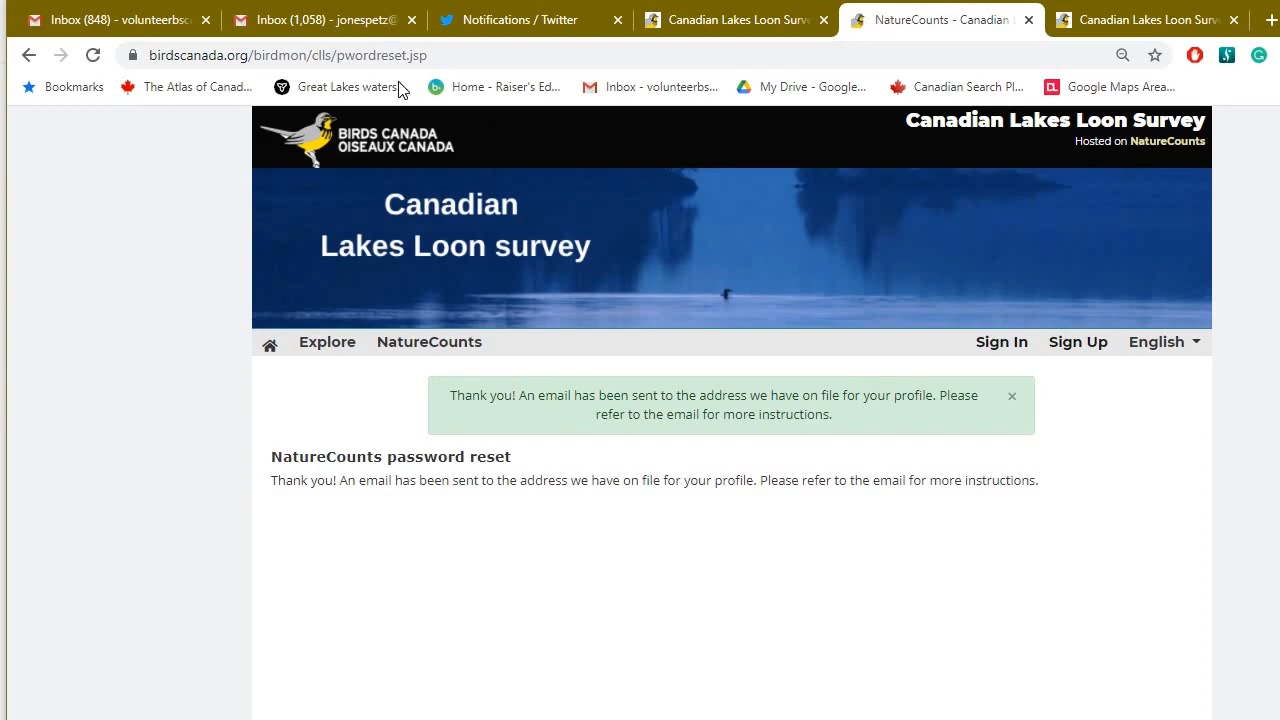 Inbox (848) - volunteerbsc
Inbox (1,058) - jonespetz@
Notifications / Twitter
Canadian Lakes Loon Surv
NatureCounts - Canadian
Canadian Lakes Loon Surv
birdscanada.org/birdmon/clls/pwordreset.jsp
Bookmarks
The Atlas of Canad...
Great Lakes waters
Home - Raiser's Ed...
Inbox - volunteerbs...
My Drive - Google...
Canadian Search Pl...
Google Maps Area...
BIRDS CANADA
OISEAUX CANADA
Canadian Lakes Loon Survey
Hosted on NatureCounts
Canadian
Lakes Loon survey
Explore NatureCounts Sign In Sign Up English
Thank you! An email has been sent to the address we have on file for your profile. Please
refer to the email for more instructions.
NatureCounts password reset
Thank you! An email has been sent to the address we have on file for your profile. Please refer to the email for more instructions.